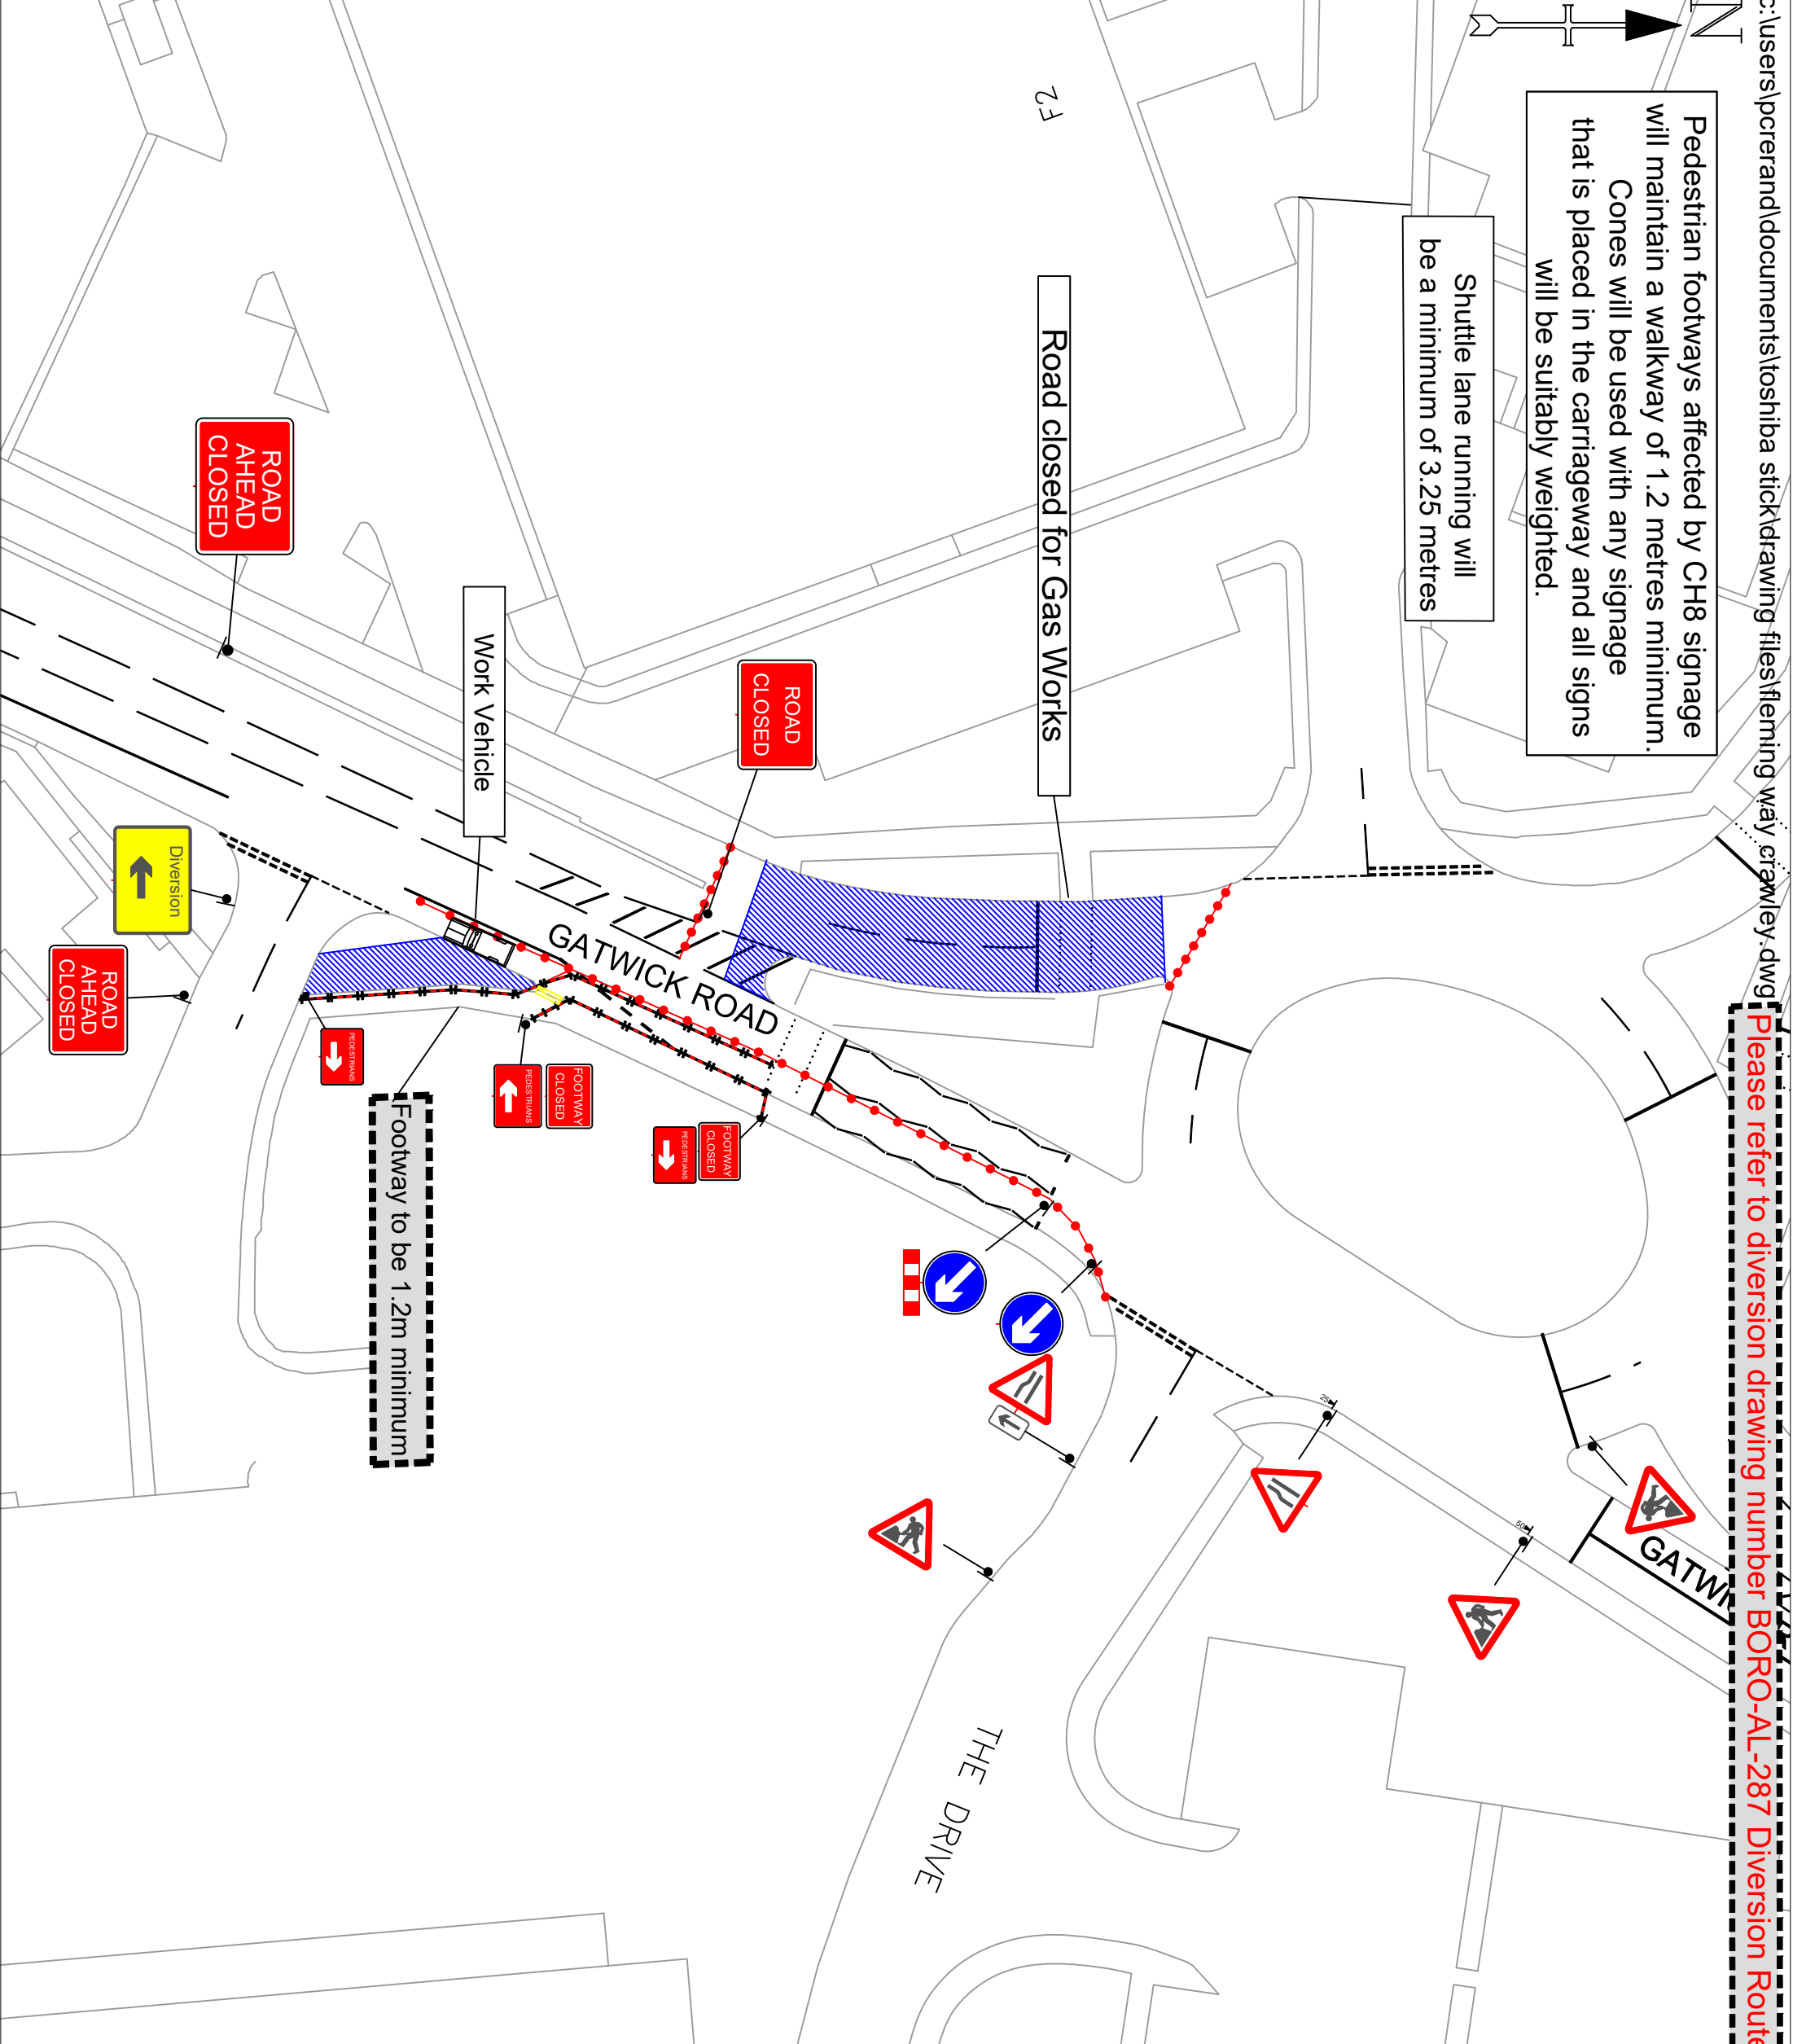 c:\users\pcrerand\documents\toshiba stick\drawing files\fleming way crawley.dwg
Please refer to diversion drawing number BORO-AL-287 Diversion Route
N
Pedestrian footways affected by CH8 signage
will maintain a walkway of 1.2 metres minimum.
Cones will be used with any signage
that is placed in the carriageway and all signs
will be suitably weighted.
Shuttle lane running will
be a minimum of 3.25 metres
F2
Road closed for Gas Works
GATWI
50
25
ROAD
CLOSED
GATWICK ROAD
Work Vehicle
THE DRIVE
FOOTWAY
CLOSED
PEDESTRIANS
FOOTWAY
CLOSED
PEDESTRIANS
Footway to be 1.2m minimum
PEDESTRIANS
ROAD
AHEAD
CLOSED
Diversion
ROAD
AHEAD
CLOSED